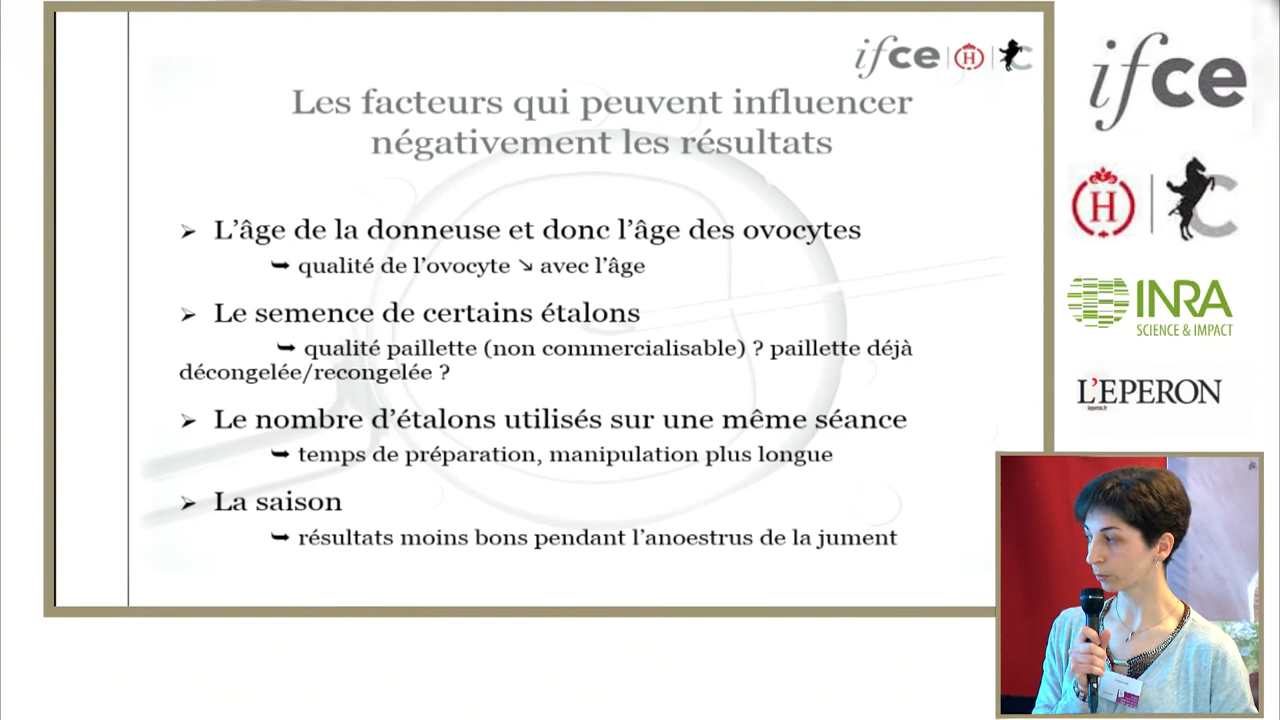 ifce H C
Les facteurs qui peuvent influencer
négativement les résultats
➢ L'âge de la donneuse et donc l'âge des ovocytes
➥ qualité de l'ovocyte ↘ avec l'âge
➢ Le semence de certains étalons
➥ qualité paillette (non commercialisable) ? paillette déjà
décongelée/recongelée ?
➢ Le nombre d'étalons utilisés sur une même séance
➥ temps de préparation, manipulation plus longue
➢ La saison
➥ résultats moins bons pendant l'anoestrus de la jument
ifce
H C
INRA
SCIENCE & IMPACT
L'EPERON
leperon.fr